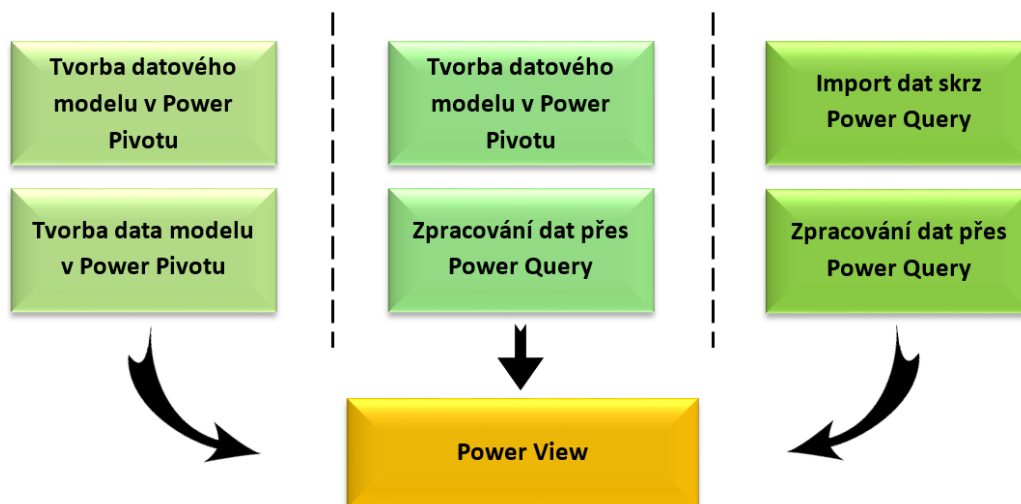 Tvorba datového
modelu v Power
Pivotu
Tvorba data modelu
v Power Pivotu
Tvorba datového
modelu v Power
Pivotu
Zpracování dat přes
Power Query
Import dat skrz
Power Query
Zpracování dat přes
Power Query
Power View